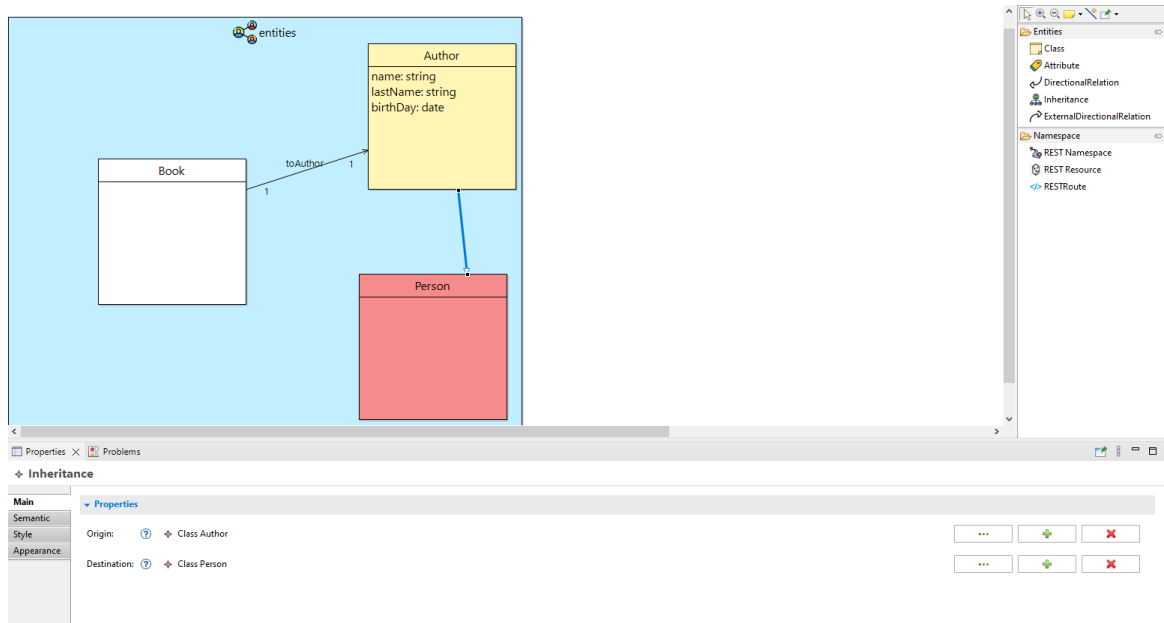 entities
Author
name: string
lastName: string
birthDay: date
toAuthor
1
1
Book
Person
Entities
Class
Attribute
DirectionalRelation
Inheritance
ExternalDirectionalRelation
Namespace
REST Namespace
REST Resource
RESTRoute
Properties
Problems
Inheritance
Main
Semantic
Style
Appearance
Properties
Origin: ? Class Author
Destination: ? Class Person